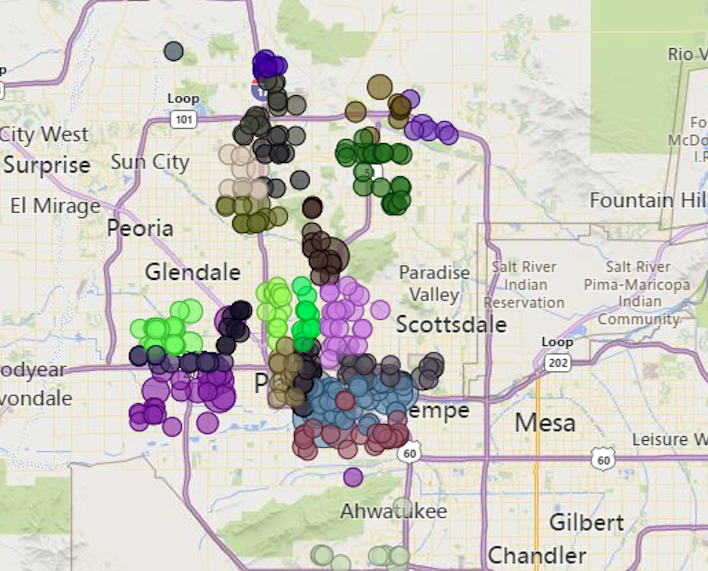 Rio V
Loop
101
City West
Surprise
Sun City
Fo
McDo
I.R
El Mirage
Peoria
Fountain Hil
Glendale
Paradise
Valley
Salt River
Indian
Reservation
Salt River
Pima-Maricopa
Indian
Community
Scottsdale
Loop
202
odyear
vondale
P
empe
Mesa
Leisure W
60
60
Ahwatukee
Gilbert
Chandler